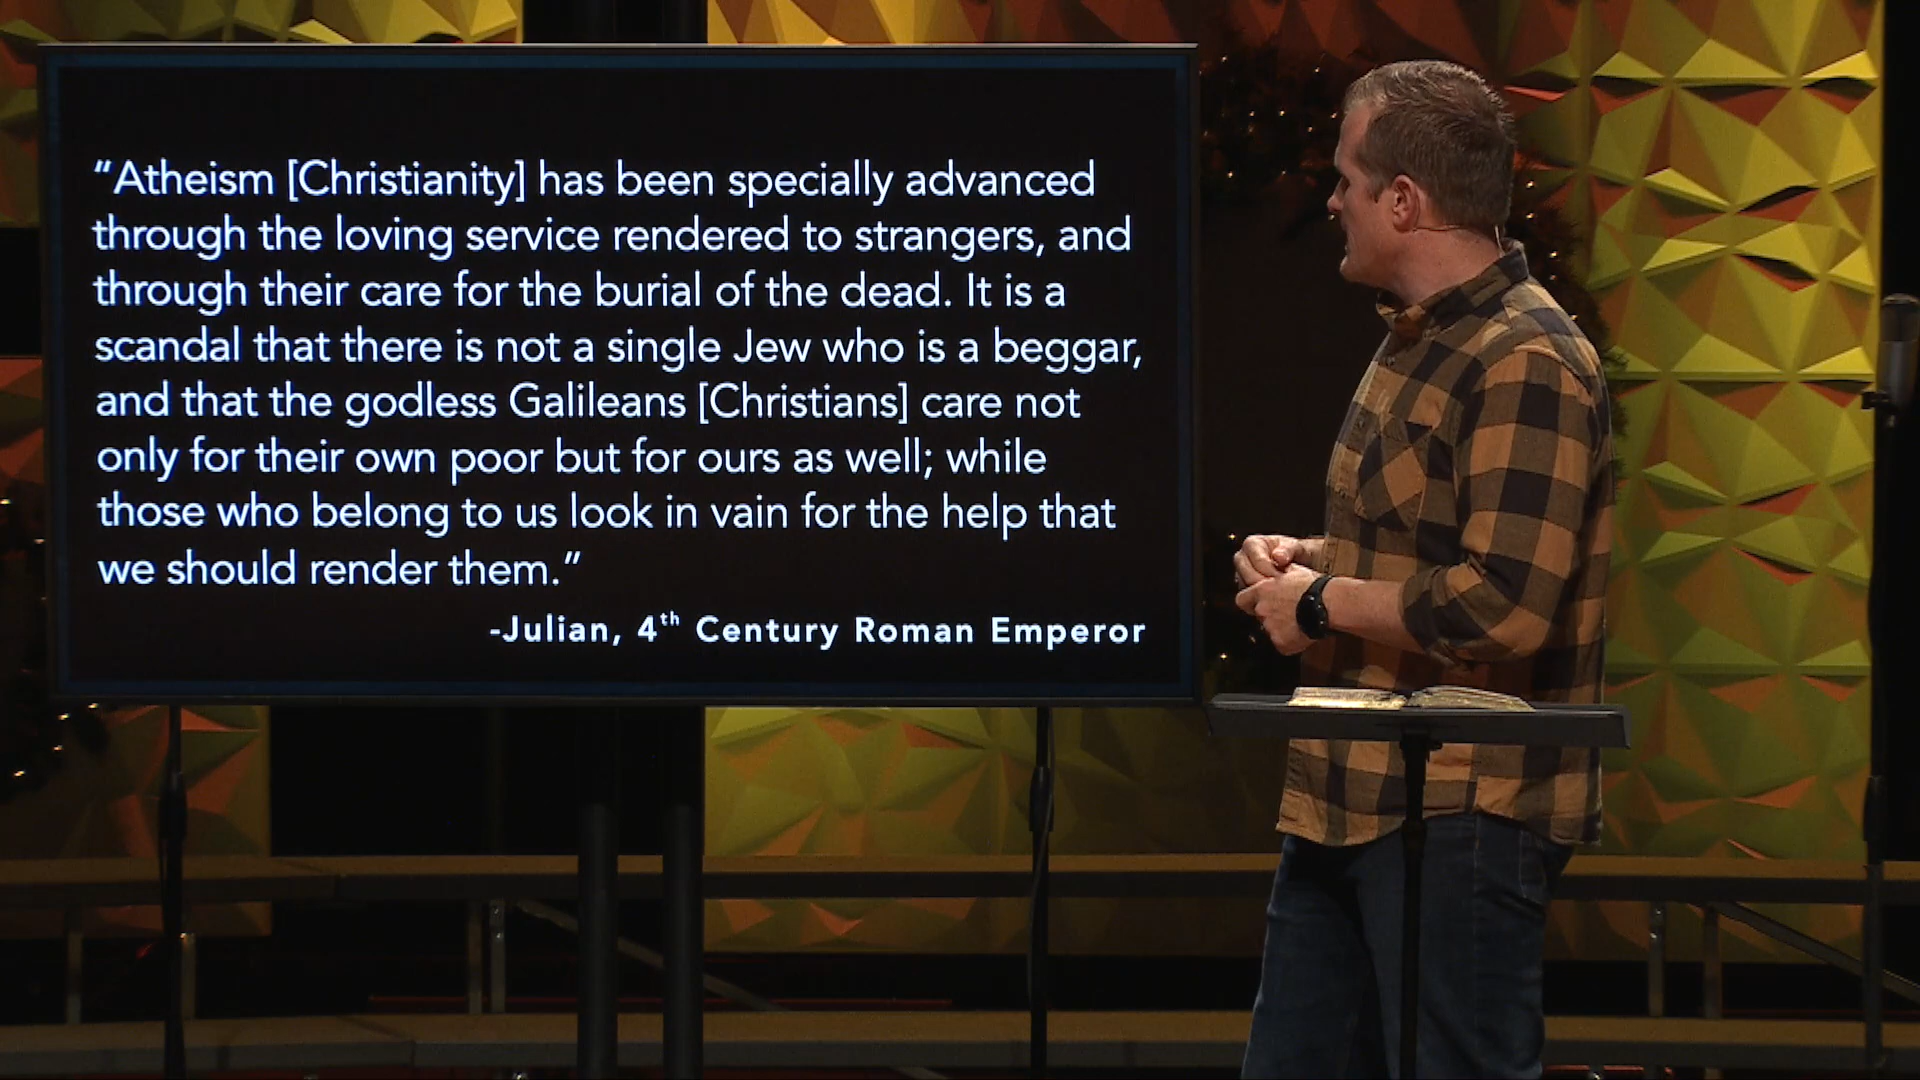 “Atheism [Christianity] has been specially advanced
through the loving service rendered to strangers, and
through their care for the burial of the dead. It is a
scandal that there is not a single Jew who is a beggar,
and that the godless Galileans [Christians] care not
only for their own poor but for ours as well; while
those who belong to us look in vain for the help that
we should render them.”
-Julian, 4th Century Roman Emperor